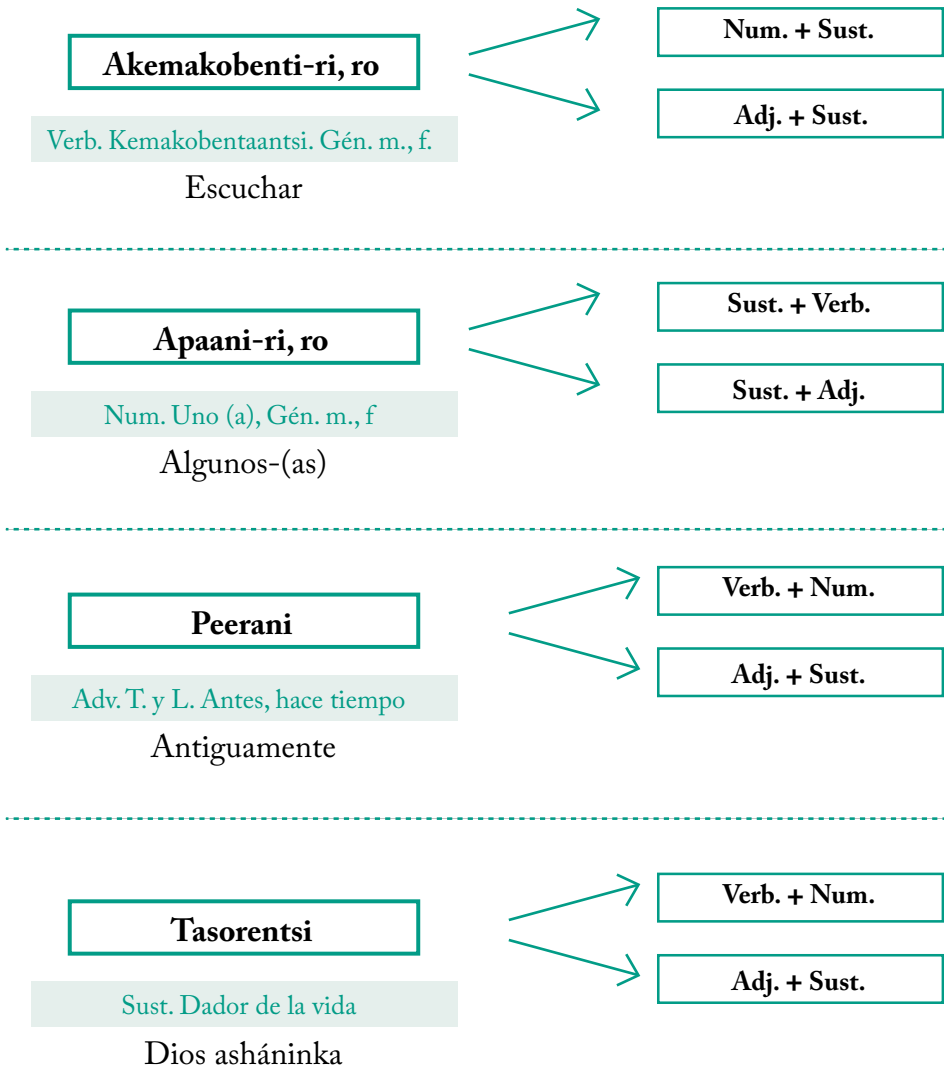 Akemakobenti-ri, ro
Verb. Kemakobentaantsi. Gén. m., f.
Escuchar
Num. + Sust.
Adj. + Sust.
Apaani-ri, ro
Num. Uno (a), Gén. m., f
Algunos-(as)
Sust. + Verb.
Sust. + Adj.
Peerani
Adv. T. y L. Antes, hace tiempo
Antiguamente
Verb. + Num.
Adj. + Sust.
Tasorentsi
Sust. Dador de la vida
Dios asháninka
Verb. + Num.
Adj. + Sust.